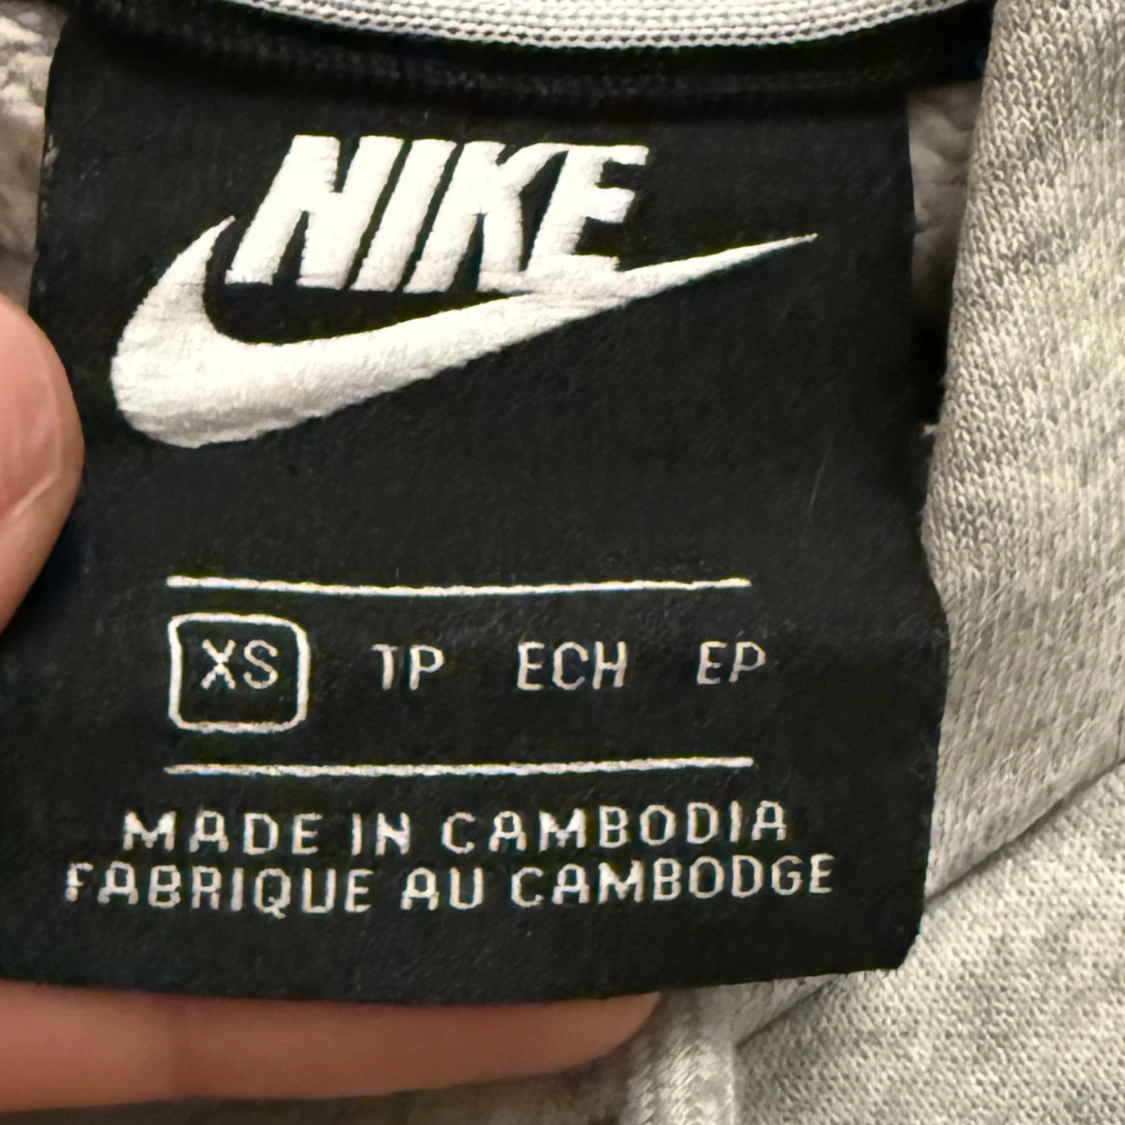 NIKE
XS TP ECH EP
MADE IN CAMBODIA
FABRIQUE AU CAMBODGE